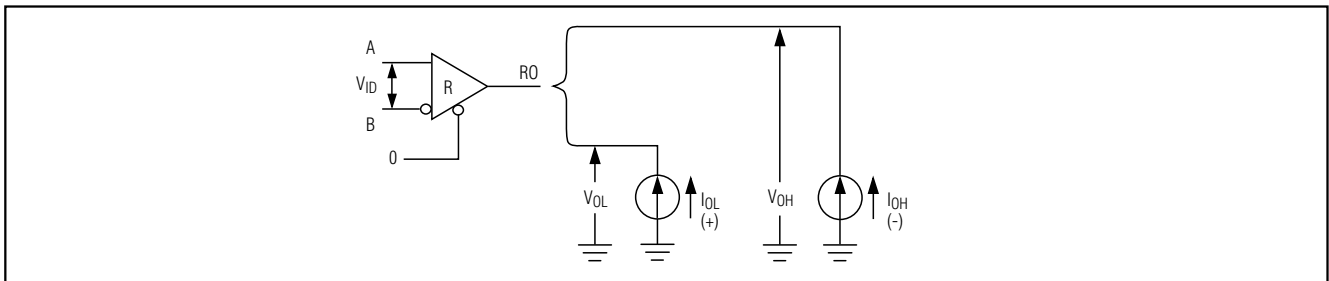 A
VID
B
R
RO
0
VOL
IOL
(+)
VOH
IOH
(-)